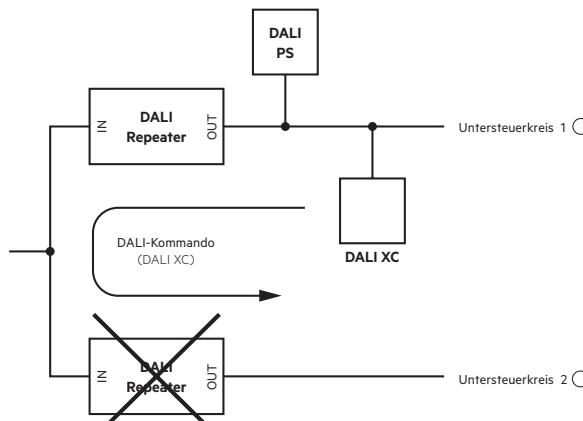 DALI
PS
IN
DALI
Repeater
OUT
Untersteuerkreis 1
DALI-Kommando
(DALI XC)
DALI XC
IN
DALI
Repeater
OUT
Untersteuerkreis 2